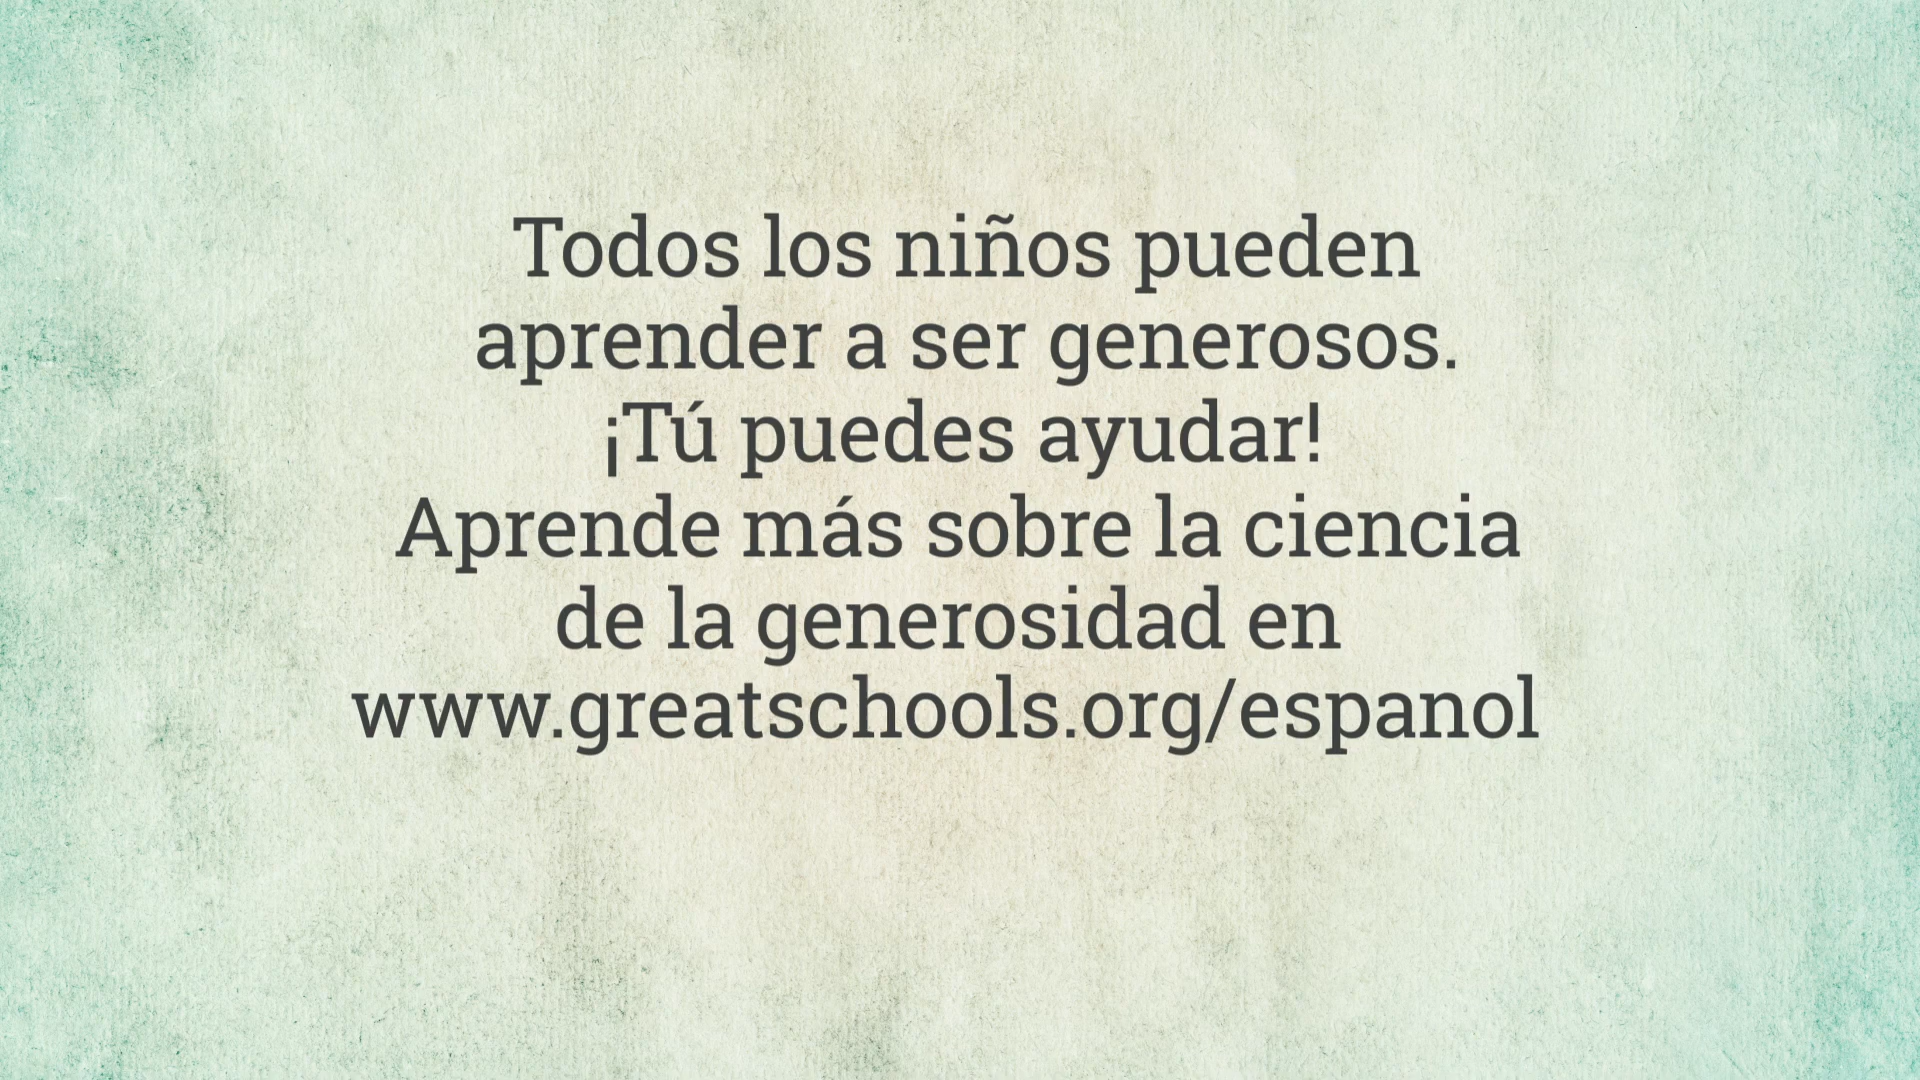 Todos los niños pueden
aprender a ser generosos.
¡Tú puedes ayudar!
Aprende más sobre la ciencia
de la generosidad en
www.greatschools.org/espanol